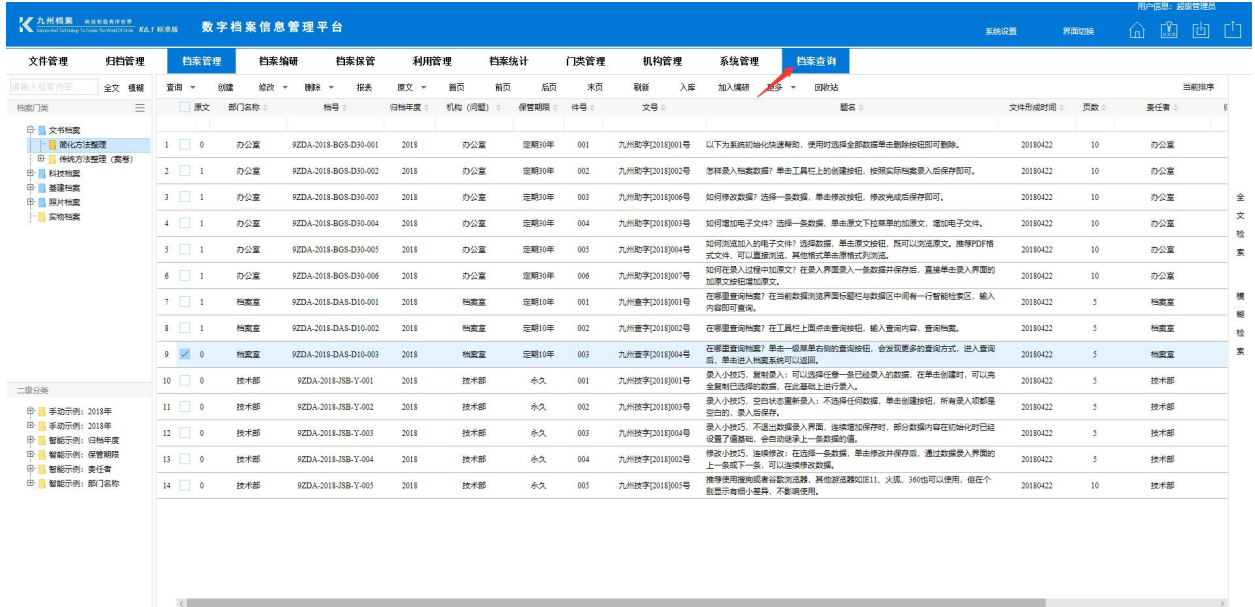 用户信息：超级管理员
九州档案 科技创造有序世界
Science And Technology To Create The World Of Order K6.1 标准版 数字档案信息管理平台
系统设置 界面切换
文件管理 归档管理 档案管理 档案编研 档案保管 利用管理 档案统计 门类管理 机构管理 系统管理 档案查询
请输入检索内容 全文 模糊 查询 创建 修改 删除 报表 原文 首页 前页 后页 末页 刷新 入库 加入编研 更多 回收站 当前排序
档案门类 原文 部门名称 档号 归档年度 机构（问题） 保管期限 件号 文号 题名 文件形成时间 页数 责任者
文书档案
简化方法整理
传统方法整理（案卷）
科技档案
基建档案
照片档案
实物档案
1 0 办公室 9ZDA-2018-BGS-D30-001 2018 办公室 定期30年 001 九州助字[2018]001号 以下为系统初始化快速帮助，使用时选择全部数据单击删除按钮即可删除。 20180422 10 办公室
2 1 办公室 9ZDA-2018-BGS-D30-002 2018 办公室 定期30年 002 九州助字[2018]002号 怎样录入档案数据？单击工具栏上的创建按钮，按照实际档案录入后保存即可。 20180422 10 办公室
3 1 办公室 9ZDA-2018-BGS-D30-003 2018 办公室 定期30年 003 九州助字[2018]006号 如何修改数据？选择一条数据，单击修改按钮，修改完成后保存即可。 20180422 10 办公室
4 1 办公室 9ZDA-2018-BGS-D30-004 2018 办公室 定期30年 004 九州助字[2018]003号 如何增加电子文件？选择一条数据，单击原文下拉菜单的加原文，增加电子文件。 20180422 10 办公室
5 1 办公室 9ZDA-2018-BGS-D30-005 2018 办公室 定期30年 005 九州助字[2018]004号 如何浏览加入的电子文件？选择数据，单击原文按钮，既可以浏览原文。推荐PDF格
式文件，可以直接浏览，其他格式单击原格式列浏览。 20180422 10 办公室
6 1 办公室 9ZDA-2018-BGS-D30-006 2018 办公室 定期30年 006 九州助字[2018]007号 如何在录入过程中加原文？在录入界面录入一条数据并保存后，直接单击录入界面的
加原文按钮增加原文。 20180422 10 办公室
7 1 档案室 9ZDA-2018-DAS-D10-001 2018 档案室 定期10年 001 九州查字[2018]001号 在哪里查询档案？在当前数据浏览界面标题栏与数据区中间有一行智能检索区，输入
内容即可查询。 20180422 5 档案室
8 1 档案室 9ZDA-2018-DAS-D10-002 2018 档案室 定期10年 002 九州查字[2018]002号 在哪里查询档案？在工具栏上面点击查询按钮，输入查询内容，查询档案。 20180422 5 档案室
9 0 档案室 9ZDA-2018-DAS-D10-003 2018 档案室 定期10年 003 九州查字[2018]004号 在哪里查询档案？单击一级菜单右侧的查询按钮，会发现更多的查询方式，进入查询
后，单击进入档案系统可以返回。 20180422 5 档案室
10 0 技术部 9ZDA-2018-JSB-Y-001 2018 技术部 永久 001 九州技字[2018]001号 录入小技巧，复制录入：可以选择任意一条已经录入的数据，在单击创建时，可以完
全复制已选择的数据，在此基础上进行录入。 20180422 5 技术部
11 0 技术部 9ZDA-2018-JSB-Y-002 2018 技术部 永久 002 九州技字[2018]003号 录入小技巧，空白状态重新录入：不选择任何数据，单击创建按钮，所有录入项都是
空白的，录入后保存。 20180422 5 技术部
12 0 技术部 9ZDA-2018-JSB-Y-003 2018 技术部 永久 003 九州技字[2018]004号 录入小技巧，不退出数据录入界面，连续增加保存时，部分数据内容在初始化时已经
设置了值基础，会自动继承上一条数据的值。 20180422 5 技术部
13 0 技术部 9ZDA-2018-JSB-Y-004 2018 技术部 永久 004 九州技字[2018]002号 修改小技巧，连续修改：在选择一条数据，单击修改并保存后，通过数据录入界面的
上一条或下一条，可以连续修改数据。 20180422 5 技术部
14 0 技术部 9ZDA-2018-JSB-Y-005 2018 技术部 永久 005 九州技字[2018]005号 推荐使用搜狗或者谷歌浏览器，其他游览器如IE11、火狐、360也可以使用，但在个
别显示有细小差异，不影响使用。 20180422 10 技术部
二级分类
手动示例：2018年
手动示例：2018年
智能示例：归档年度
智能示例：保管期限
智能示例：责任者
智能示例：部门名称
全文检索
模糊检索